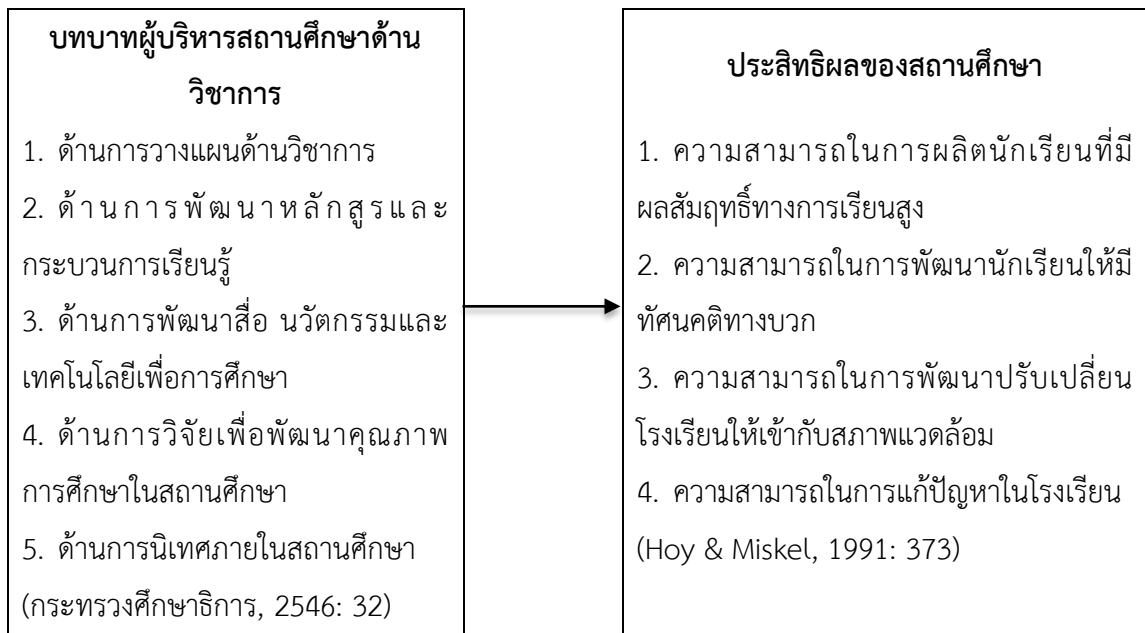 บทบาทผู้บริหารสถานศึกษาด้าน
วิชาการ
1. ด้านการวางแผนด้านวิชาการ
2. ด้านการพัฒนาหลักสูตรและ
กระบวนการเรียนรู้
3. ด้านการพัฒนาสื่อ นวัตกรรมและ
เทคโนโลยีเพื่อการศึกษา
4. ด้านการวิจัยเพื่อพัฒนาคุณภาพ
การศึกษาในสถานศึกษา
5. ด้านการนิเทศภายในสถานศึกษา
(กระทรวงศึกษาธิการ, 2546: 32)
ประสิทธิผลของสถานศึกษา
1. ความสามารถในการผลิตนักเรียนที่มี
ผลสัมฤทธิ์ทางการเรียนสูง
2. ความสามารถในการพัฒนานักเรียนให้มี
ทัศนคติทางบวก
3. ความสามารถในการพัฒนาปรับเปลี่ยน
โรงเรียนให้เข้ากับสภาพแวดล้อม
4. ความสามารถในการแก้ปัญหาในโรงเรียน
(Hoy & Miskel, 1991: 373)